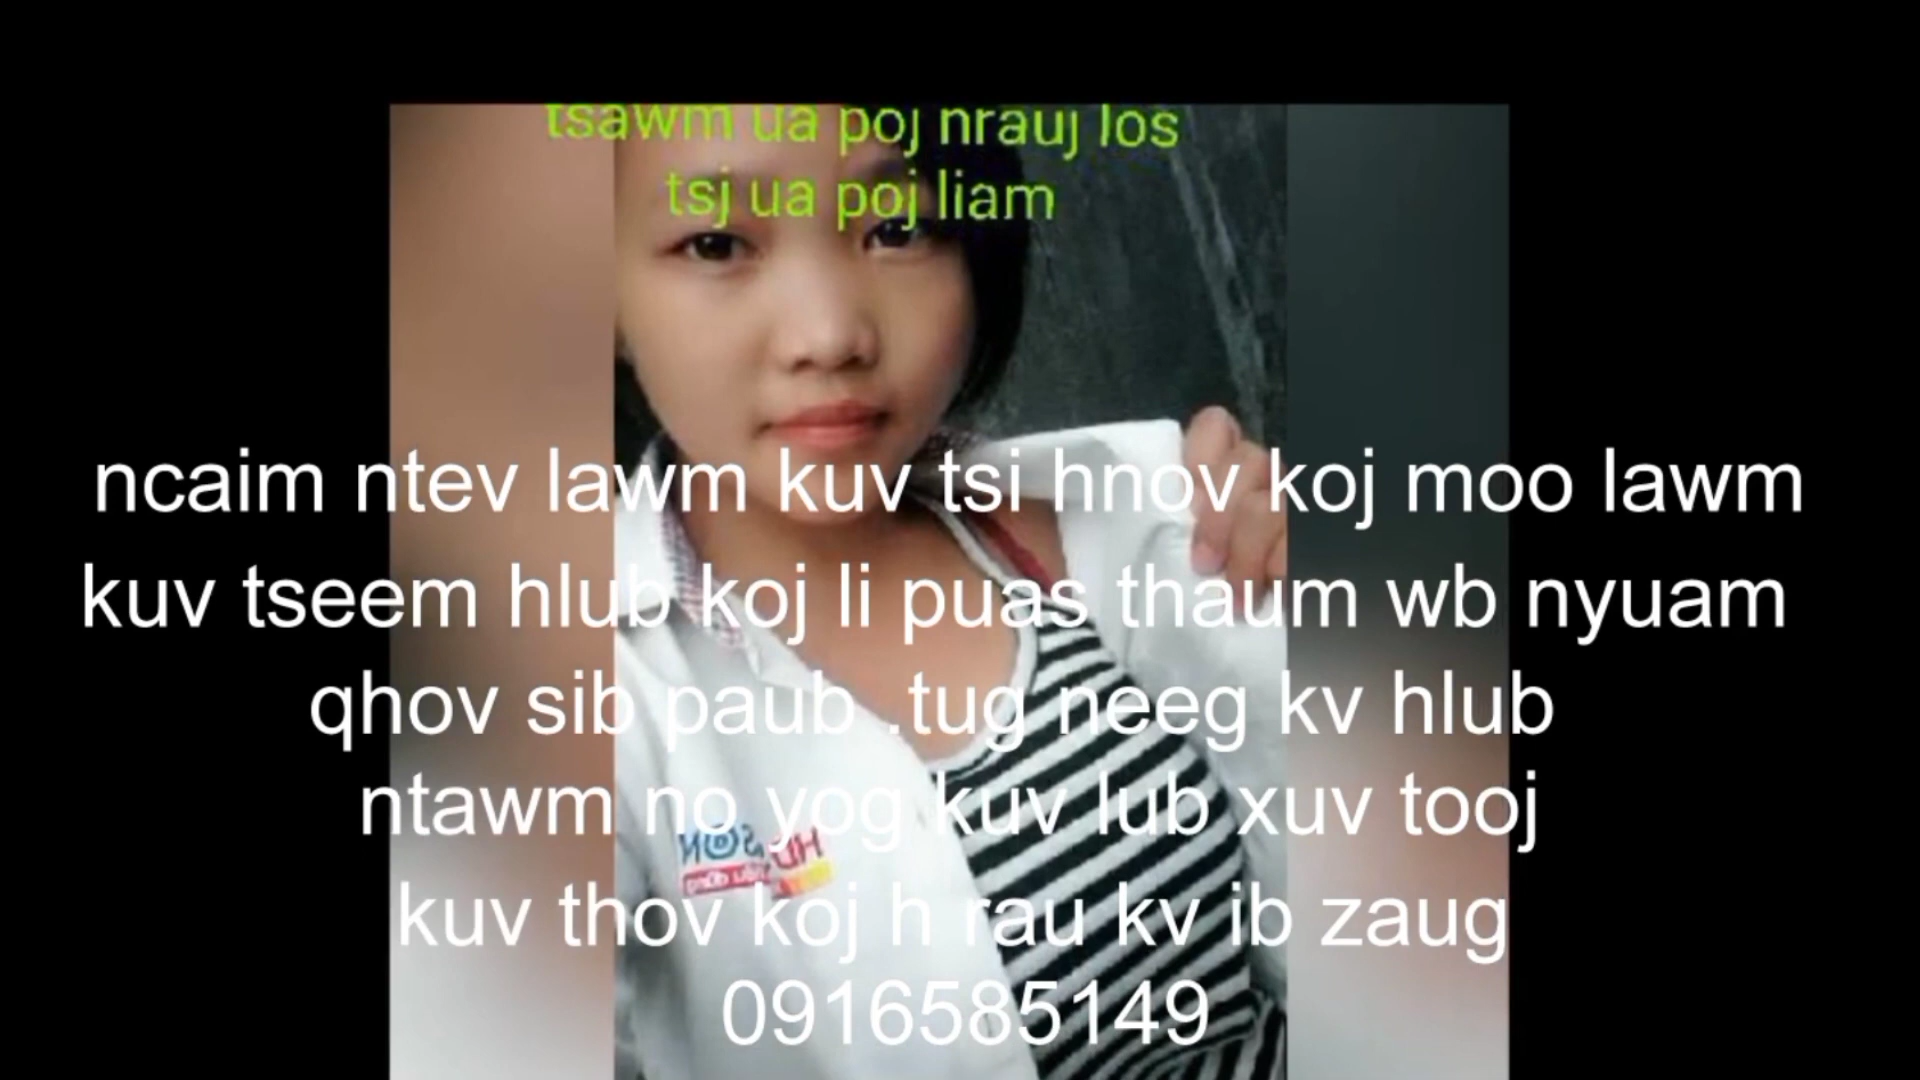 tsawm ua poj nrauj los
tsj ua poj liam
ncaim ntev lawm kuv tsi hnov koj moo lawm
kuv tseem hlub koj li puas thaum wb nyuam
qhov sib paub .tug neeg kv hlub
ntawm no yog kuv lub xuv tooj
kuv thov koj h rau kv ib zaug
0916585149